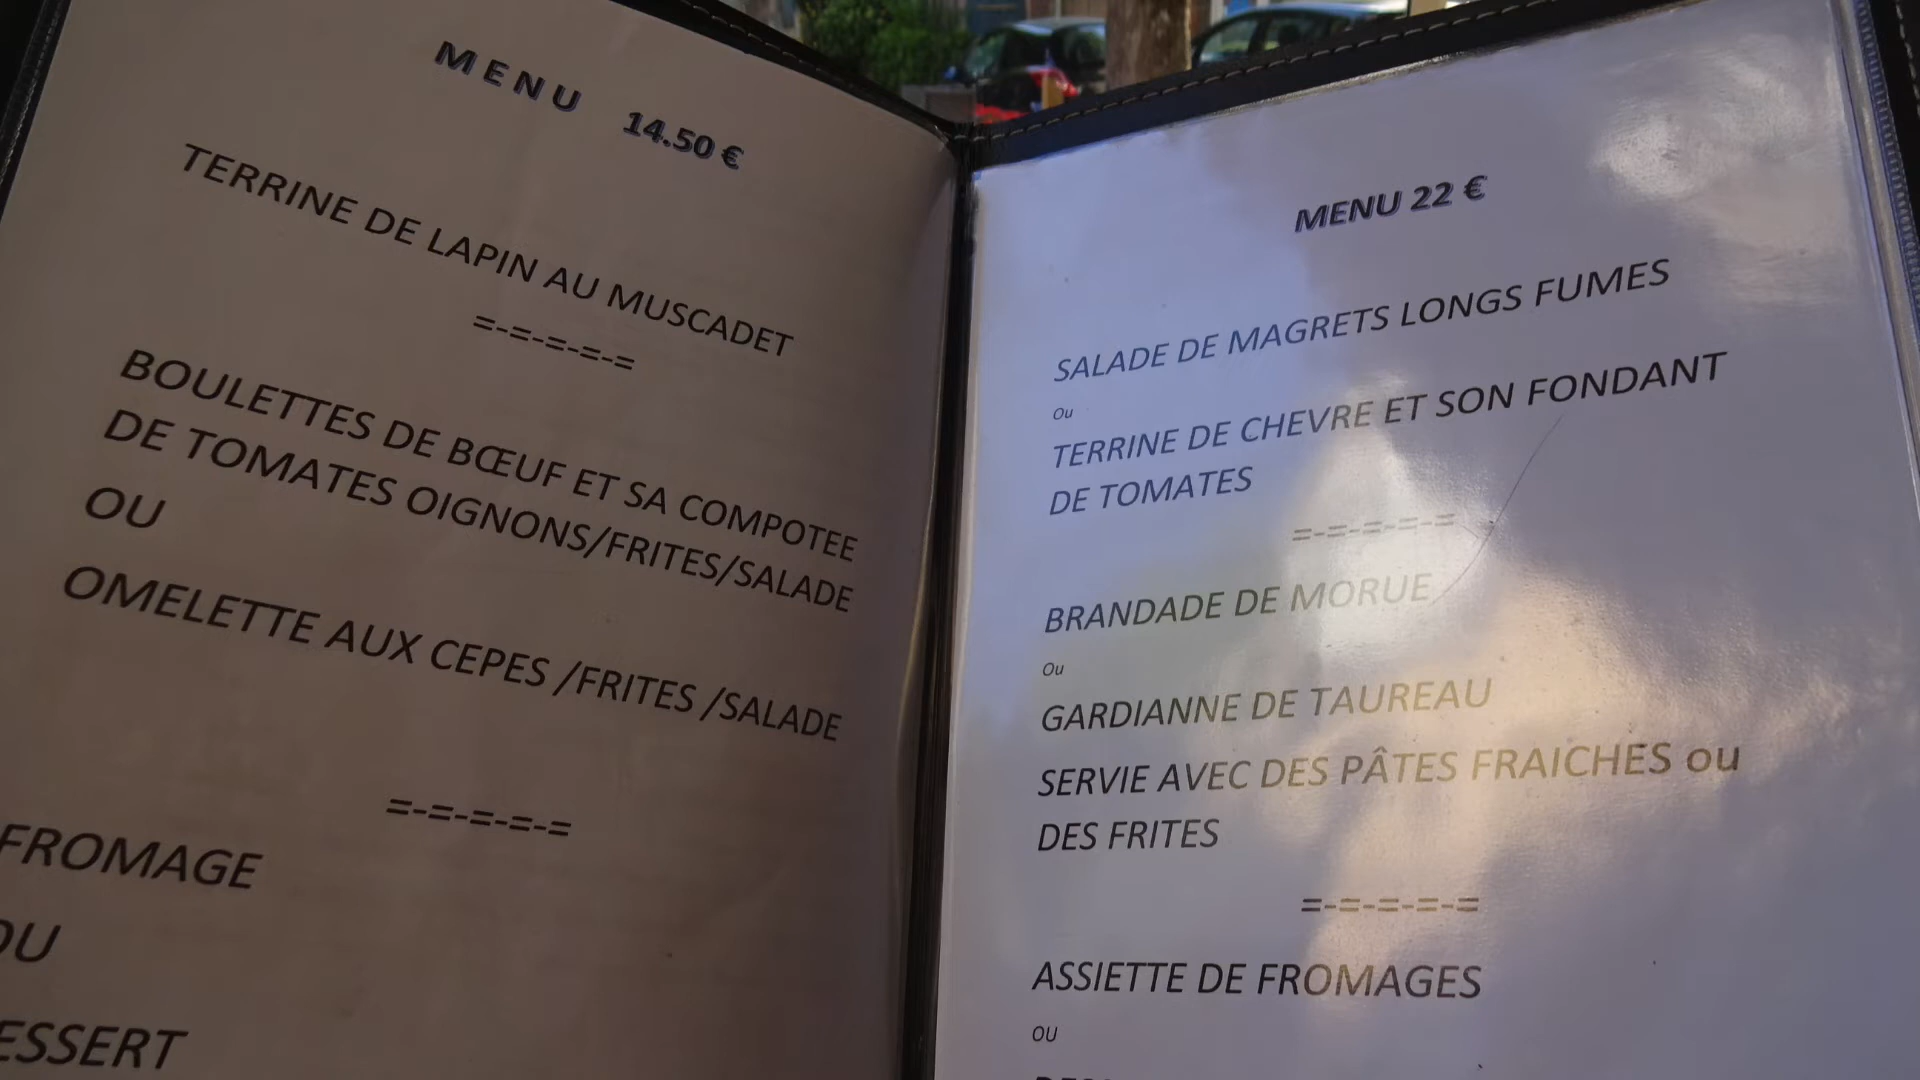 MENU 14.50 €
TERRINE DE LAPIN AU MUSCADET
=-=-=-=-=
BOULETTES DE BŒUF ET SA COMPOTEE
DE TOMATES OIGNONS/FRITES/SALADE
OU
OMELETTE AUX CEPES /FRITES /SALADE
=-=-=-=-=
FROMAGE
OU
ESSERT
MENU 22 €
SALADE DE MAGRETS LONGS FUMES
Ou
TERRINE DE CHEVRE ET SON FONDANT
DE TOMATES
=-=-=-=-=
BRANDADE DE MORUE
Ou
GARDIANNE DE TAUREAU
SERVIE AVEC DES PÂTES FRAICHES ou
DES FRITES
=-=-=-=-=
ASSIETTE DE FROMAGES
OU